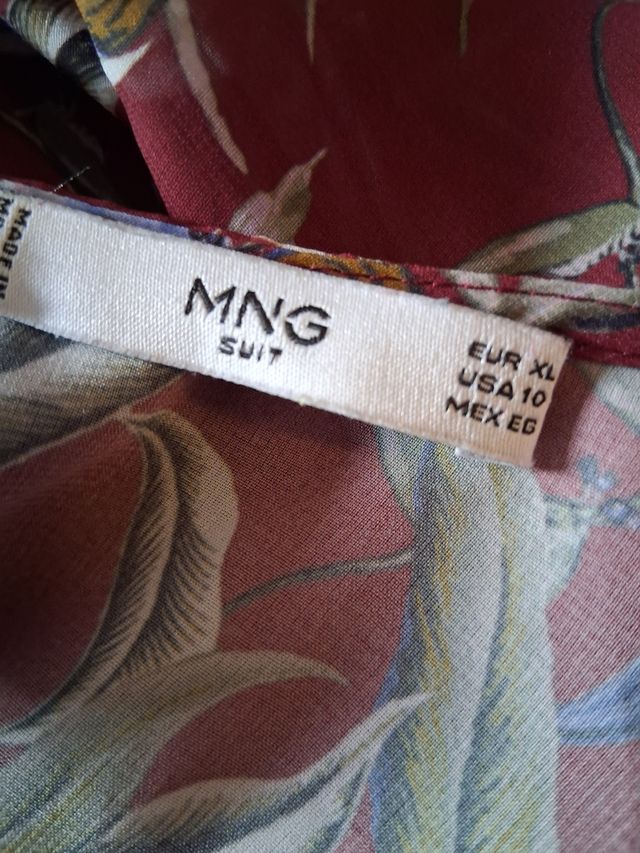 MNG
SUIT
EUR XL
USA 10
MEX EG
MADE IN